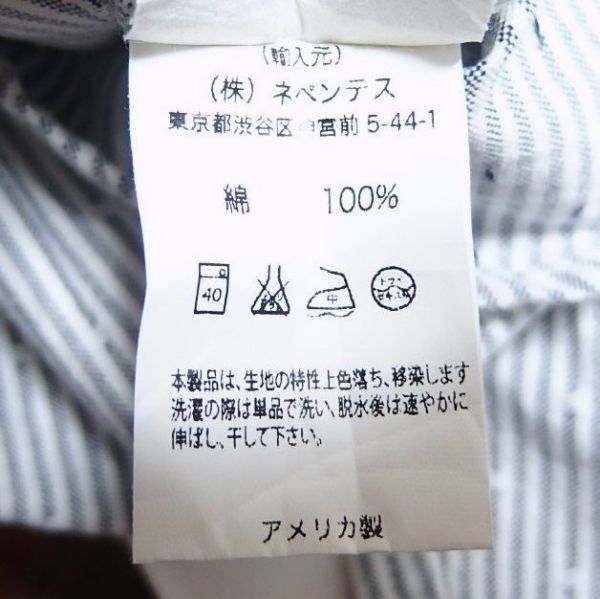 (輸入元)
(株) ネペンテス
東京都渋谷区 宮前 5-44-1
綿 100%
40
中
本製品は、生地の特性上色落ち、移染します
洗濯の際は単品で洗い、脱水後は速やかに
伸ばし、干して下さい。
アメリカ製